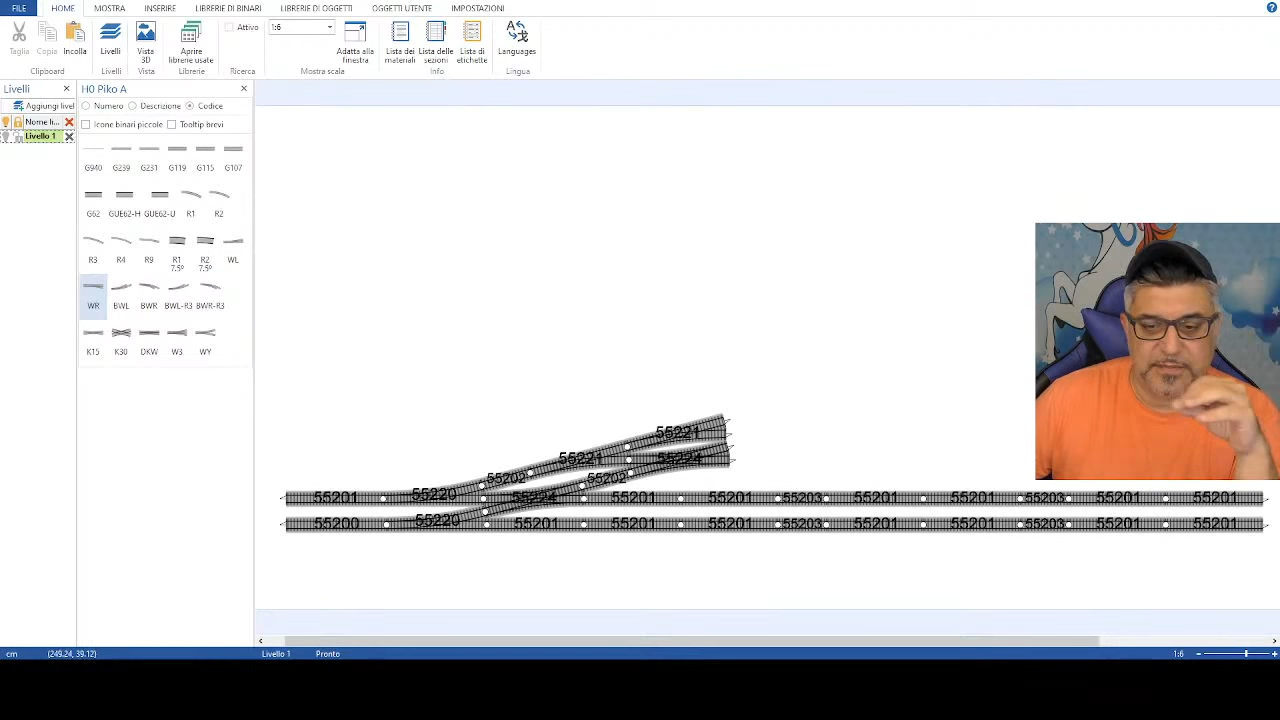 FILE HOME MOSTRA INSERIRE LIBRERIE DI BINARI LIBRERIE DI OGGETTI OGGETTI UTENTE IMPOSTAZIONI
Taglia Copia Incolla
Clipboard
Livelli
Livelli
Vista 3D
Vista
Aprire librerie usate
Librerie
Attivo
Ricerca
1:6
Adatta alla finestra
Mostra scala
Lista dei materiali Lista delle sezioni Lista di etichette
Info
Languages
Lingua
Livelli
Aggiungi livel
Nome li...
Livello 1
H0 Piko A
Numero Descrizione Codice
Icone binari piccole Tooltip brevi
G940 G239 G231 G119 G115 G107
G62 GUE62-H GUE62-U R1 R2
R3 R4 R9 R1 7.5° R2 7.5° WL
WR BWL BWR BWL-R3 BWR-R3
K15 K30 DKW W3 WY
55221
55221 55224
55202 55202
55201 55220 55224 55201 55201 55203 55201 55201 55203 55201 55201
55200 55220 55201 55201 55201 55203 55201 55201 55203 55201 55201
cm (249.24, 39.12) Livello 1 Pronto 1:6